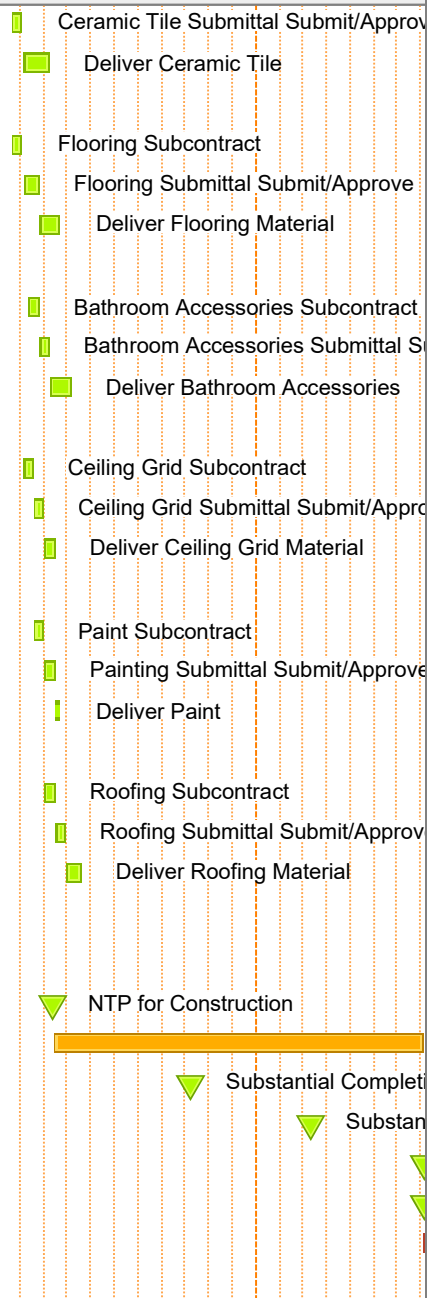 Ceramic Tile Submittal Submit/Approv
Deliver Ceramic Tile
Flooring Subcontract
Flooring Submittal Submit/Approve
Deliver Flooring Material
Bathroom Accessories Subcontract
Bathroom Accessories Submittal S
Deliver Bathroom Accessories
Ceiling Grid Subcontract
Ceiling Grid Submittal Submit/Appro
Deliver Ceiling Grid Material
Paint Subcontract
Painting Submittal Submit/Approve
Deliver Paint
Roofing Subcontract
Roofing Submittal Submit/Approv
Deliver Roofing Material
NTP for Construction
Substantial Completi
Substan